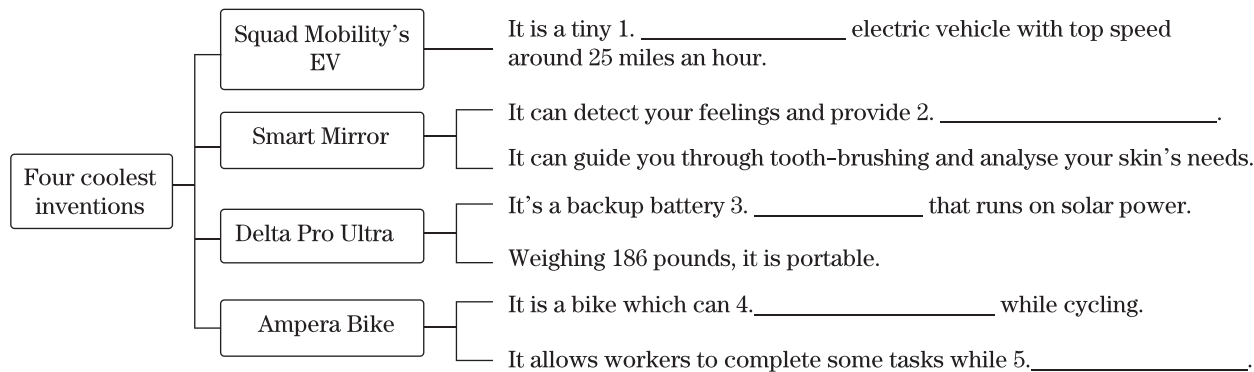 Four coolest
inventions
Squad Mobility's
EV
It is a tiny 1. ____________ electric vehicle with top speed
around 25 miles an hour.
Smart Mirror
It can detect your feelings and provide 2. ____________.
It can guide you through tooth-brushing and analyse your skin's needs.
Delta Pro Ultra
It's a backup battery 3. ____________ that runs on solar power.
Weighing 186 pounds, it is portable.
Ampera Bike
It is a bike which can 4.____________ while cycling.
It allows workers to complete some tasks while 5.____________.